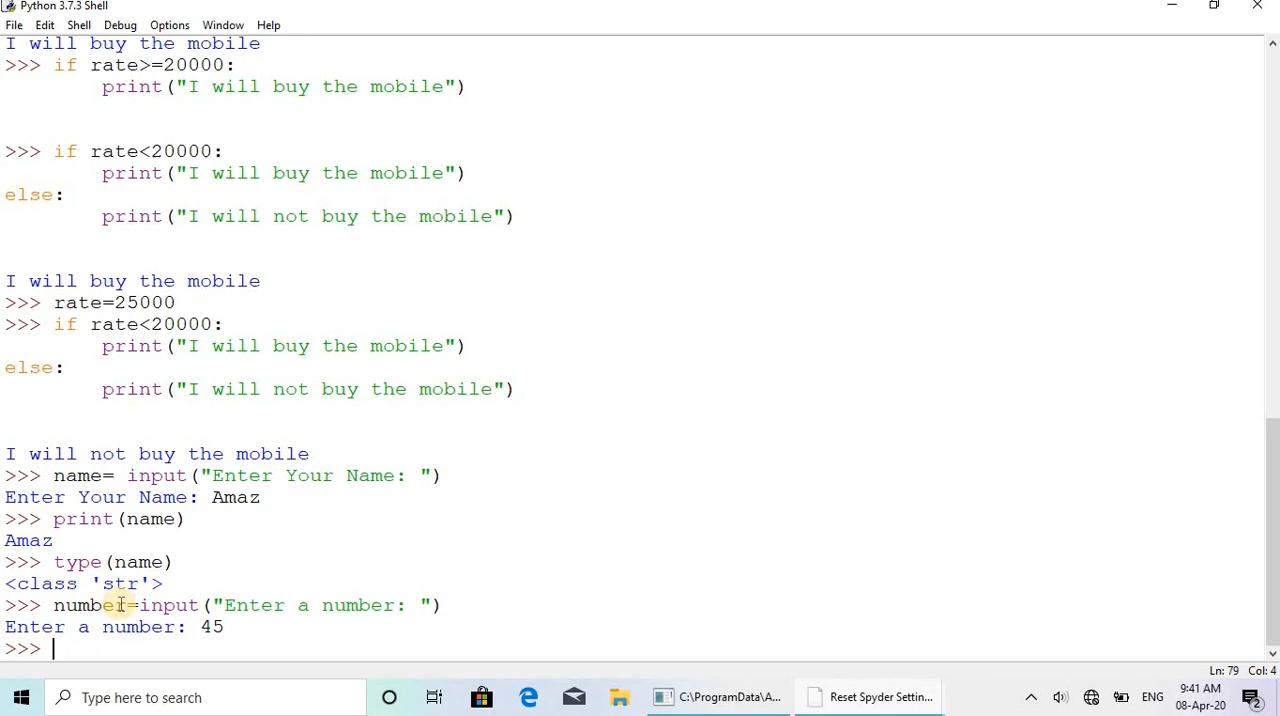 Python 3.7.3 Shell
File Edit Shell Debug Options Window Help
I will buy the mobile
>>> if rate>=20000:
        print("I will buy the mobile")
>>> if rate<20000:
        print("I will buy the mobile")
else:
        print("I will not buy the mobile")
I will buy the mobile
>>> rate=25000
>>> if rate<20000:
        print("I will buy the mobile")
else:
        print("I will not buy the mobile")
I will not buy the mobile
>>> name= input("Enter Your Name: ")
Enter Your Name: Amaz
>>> print(name)
Amaz
>>> type(name)
<class 'str'>
>>> number=input("Enter a number: ")
Enter a number: 45
>>>
Ln: 79 Col: 4
Type here to search
C:\ProgramData\A...
Reset Spyder Settin...
ENG
9:41 AM
08-Apr-20
2